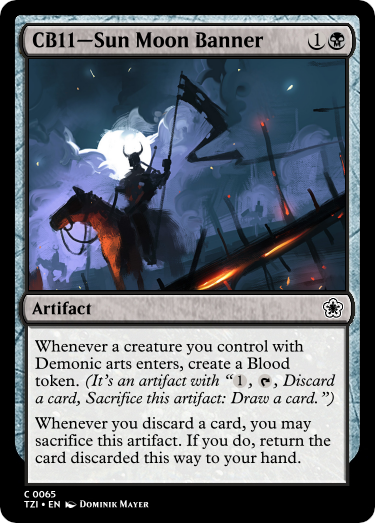 CB11—Sun Moon Banner 1
Artifact
Whenever a creature you control with
Demonic arts enters, create a Blood
token. (It's an artifact with “1, , Discard
a card, Sacrifice this artifact: Draw a card.”)
Whenever you discard a card, you may
sacrifice this artifact. If you do, return the
card discarded this way to your hand.
C 0065
TZI • EN Dominik Mayer